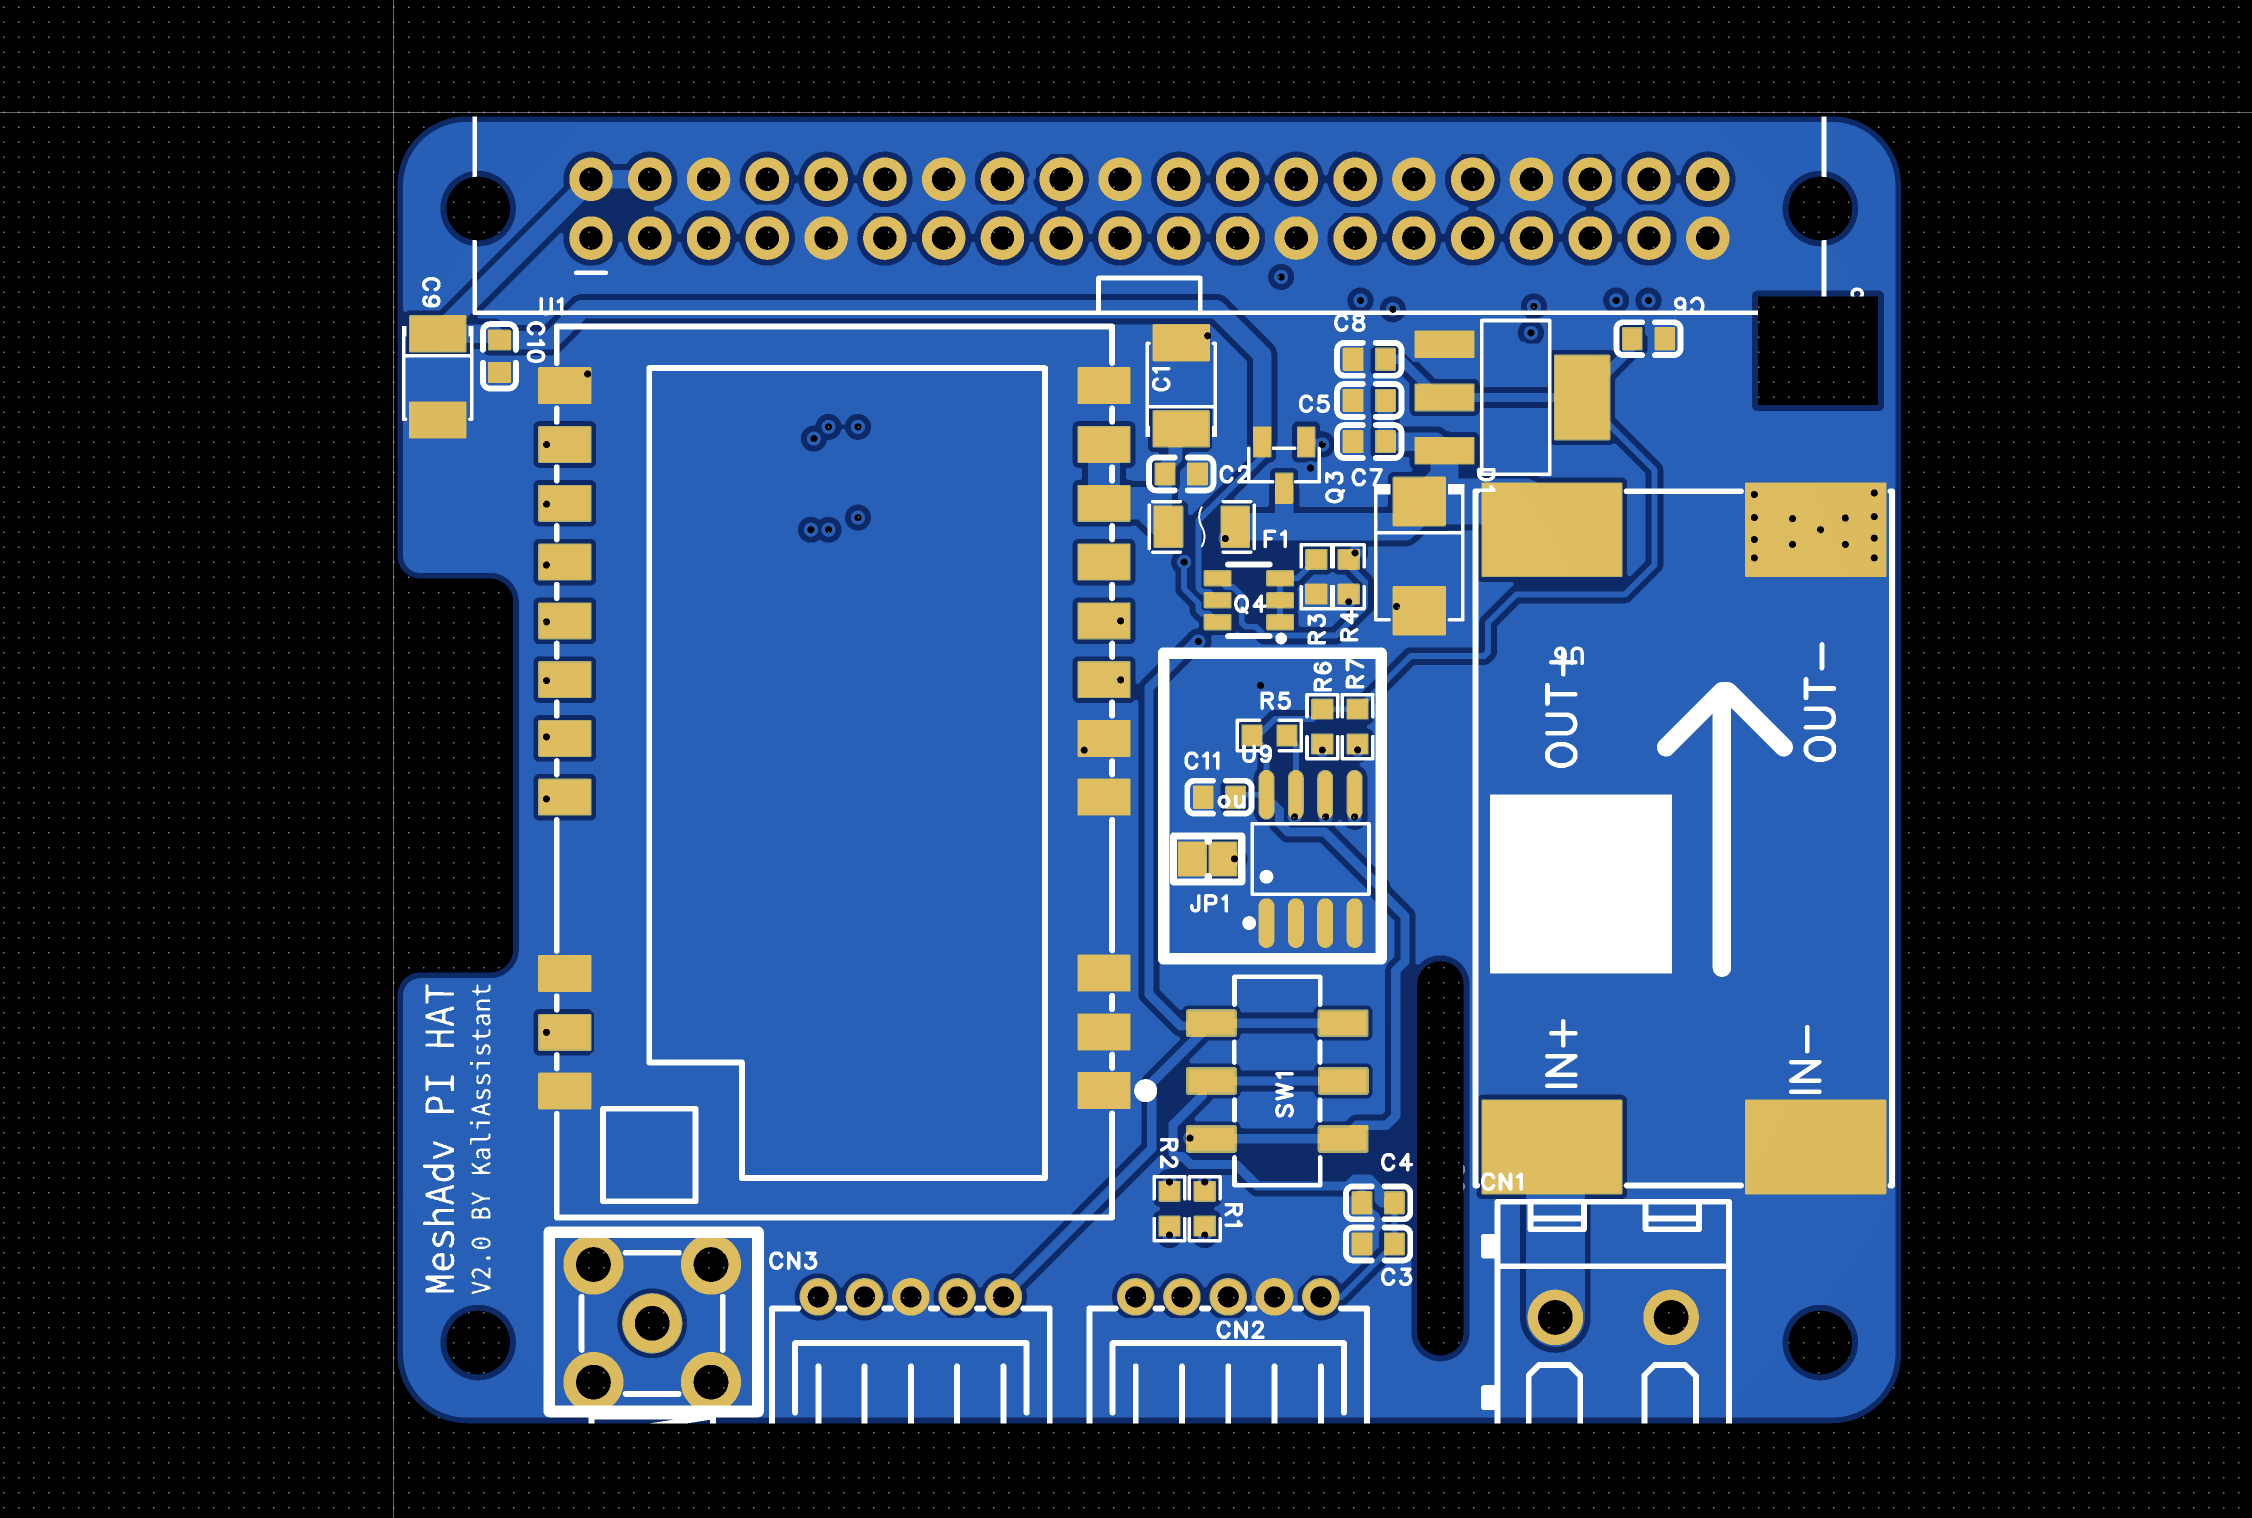 C9
U1
C10
C8
C6
C1
C5
C2
Q3
C7
D1
F1
Q4
R3
R4
R6
R7
R5
U9
C11
ou
JP1
OUT+
OUT-
IN+
IN-
MeshAdv PI HAT
V2.0 BY KaliAssistant
SW1
R2
R1
C4
C3
CN1
CN3
CN2